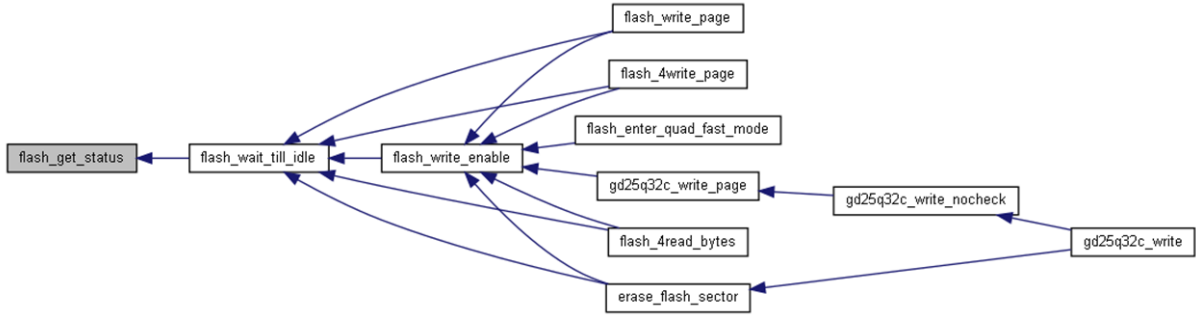 flash_write_page
flash_4write_page
flash_enter_quad_fast_mode
flash_get_status
flash_wait_till_idle
flash_write_enable
gd25q32c_write_page
gd25q32c_write_nocheck
flash_4read_bytes
gd25q32c_write
erase_flash_sector